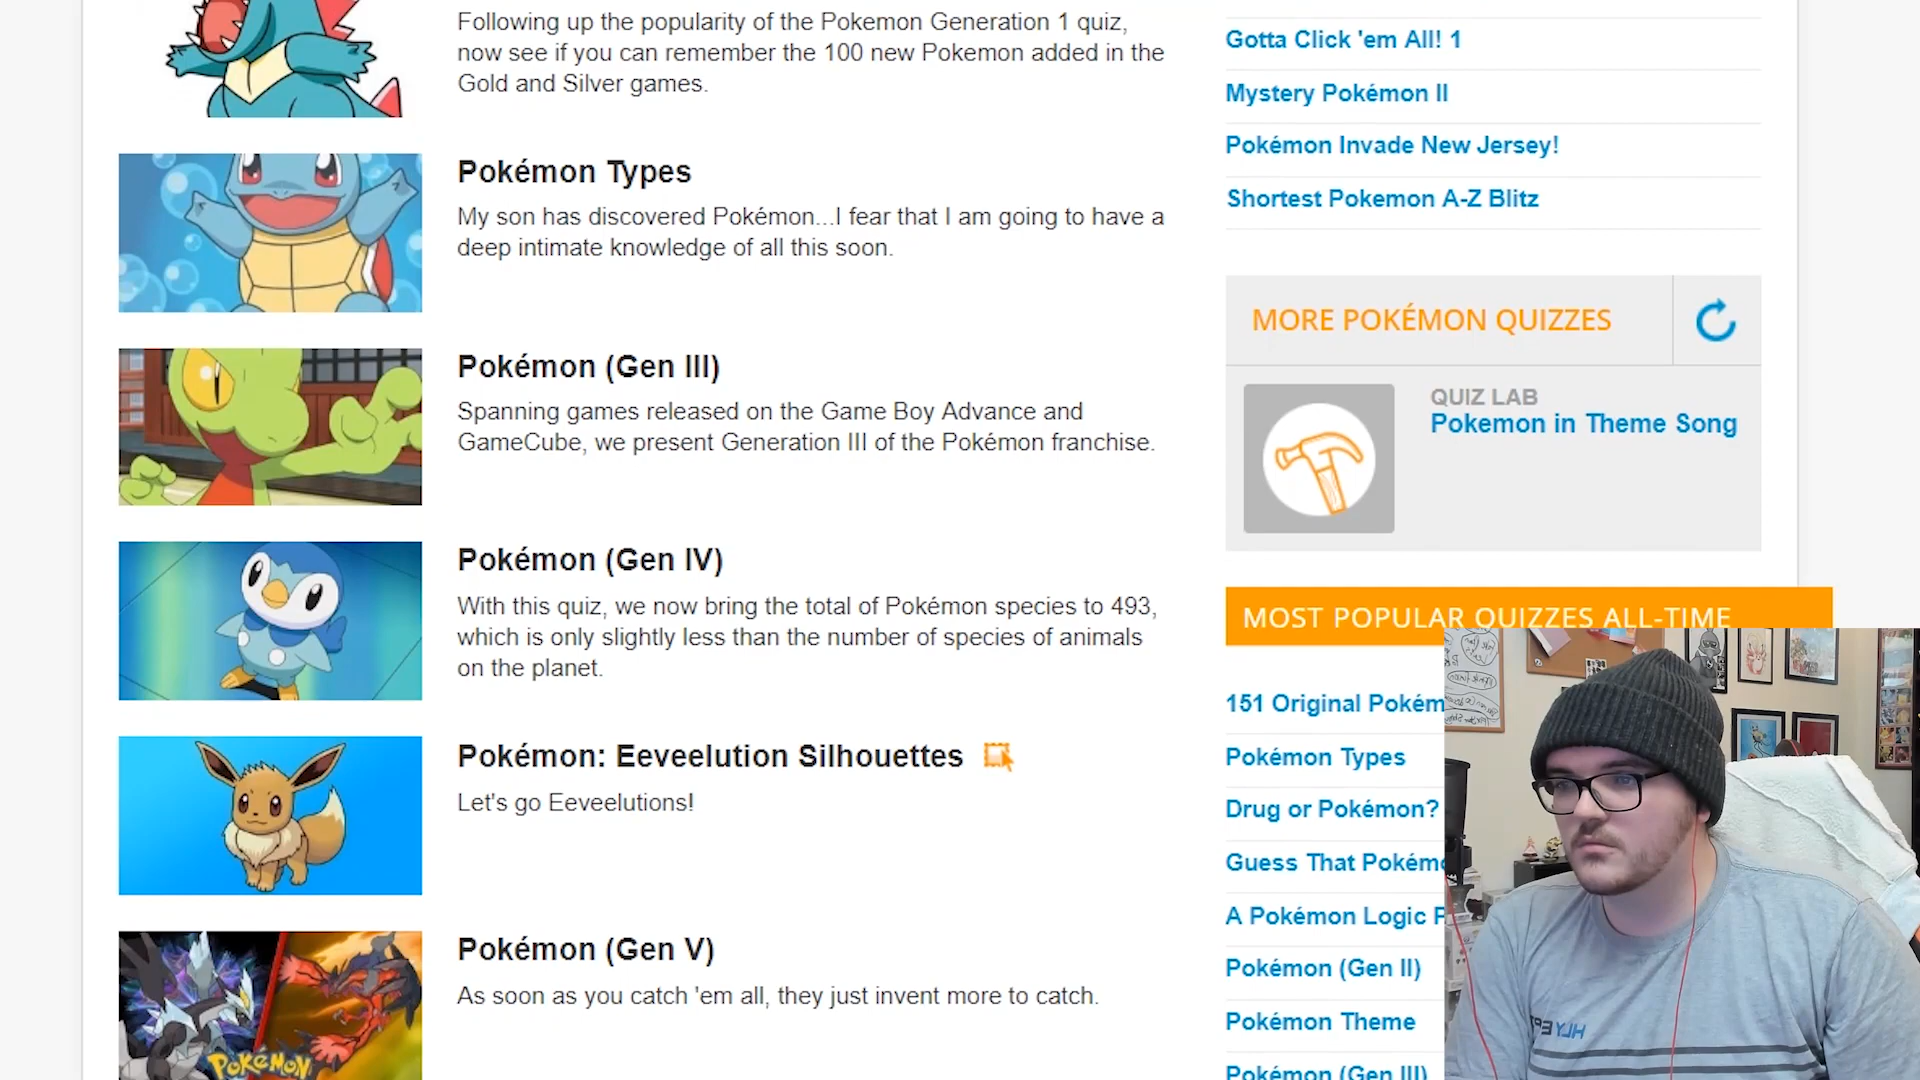 Following up the popularity of the Pokemon Generation 1 quiz,
now see if you can remember the 100 new Pokemon added in the
Gold and Silver games.
Pokémon Types
My son has discovered Pokémon...I fear that I am going to have a
deep intimate knowledge of all this soon.
Pokémon (Gen III)
Spanning games released on the Game Boy Advance and
GameCube, we present Generation III of the Pokémon franchise.
Pokémon (Gen IV)
With this quiz, we now bring the total of Pokémon species to 493,
which is only slightly less than the number of species of animals
on the planet.
Pokémon: Eeveelution Silhouettes
Let's go Eeveelutions!
POKéMON
Pokémon (Gen V)
As soon as you catch 'em all, they just invent more to catch.
Gotta Click 'em All! 1
Mystery Pokémon II
Pokémon Invade New Jersey!
Shortest Pokemon A-Z Blitz
MORE POKÉMON QUIZZES
QUIZ LAB
Pokemon in Theme Song
MOST POPULAR QUIZZES ALL-TIME
151 Original Pokém
Pokémon Types
Drug or Pokémon?
Guess That Pokém
A Pokémon Logic P
Pokémon (Gen II)
Pokémon Theme
Pokémon (Gen III)